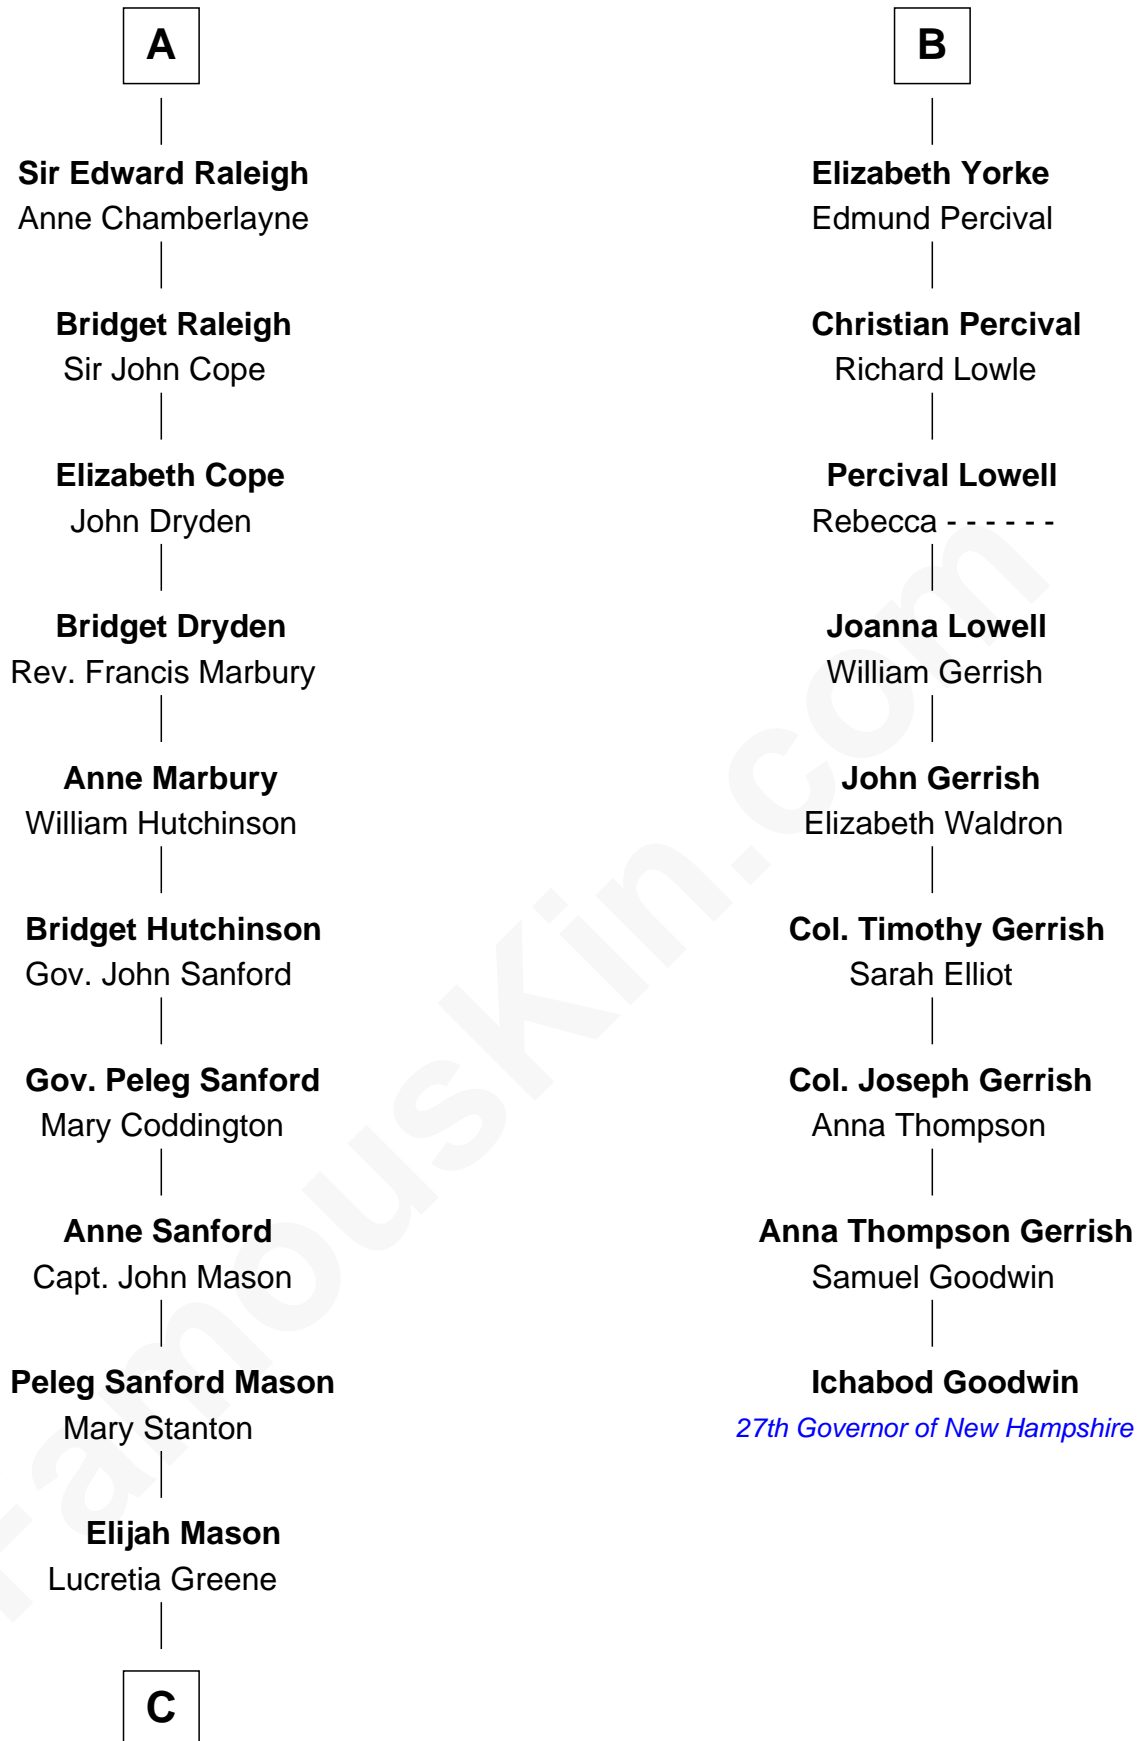 A
Sir Edward Raleigh
Anne Chamberlayne
Bridget Raleigh
Sir John Cope
Elizabeth Cope
John Dryden
Bridget Dryden
Rev. Francis Marbury
Anne Marbury
William Hutchinson
Bridget Hutchinson
Gov. John Sanford
Gov. Peleg Sanford
Mary Coddington
Anne Sanford
Capt. John Mason
Peleg Sanford Mason
Mary Stanton
Elijah Mason
Lucretia Greene
C
B
Elizabeth Yorke
Edmund Percival
Christian Percival
Richard Lowle
Percival Lowell
Rebecca - - - - - -
Joanna Lowell
William Gerrish
John Gerrish
Elizabeth Waldron
Col. Timothy Gerrish
Sarah Elliot
Col. Joseph Gerrish
Anna Thompson
Anna Thompson Gerrish
Samuel Goodwin
Ichabod Goodwin
27th Governor of New Hampshire
FamousKin.com